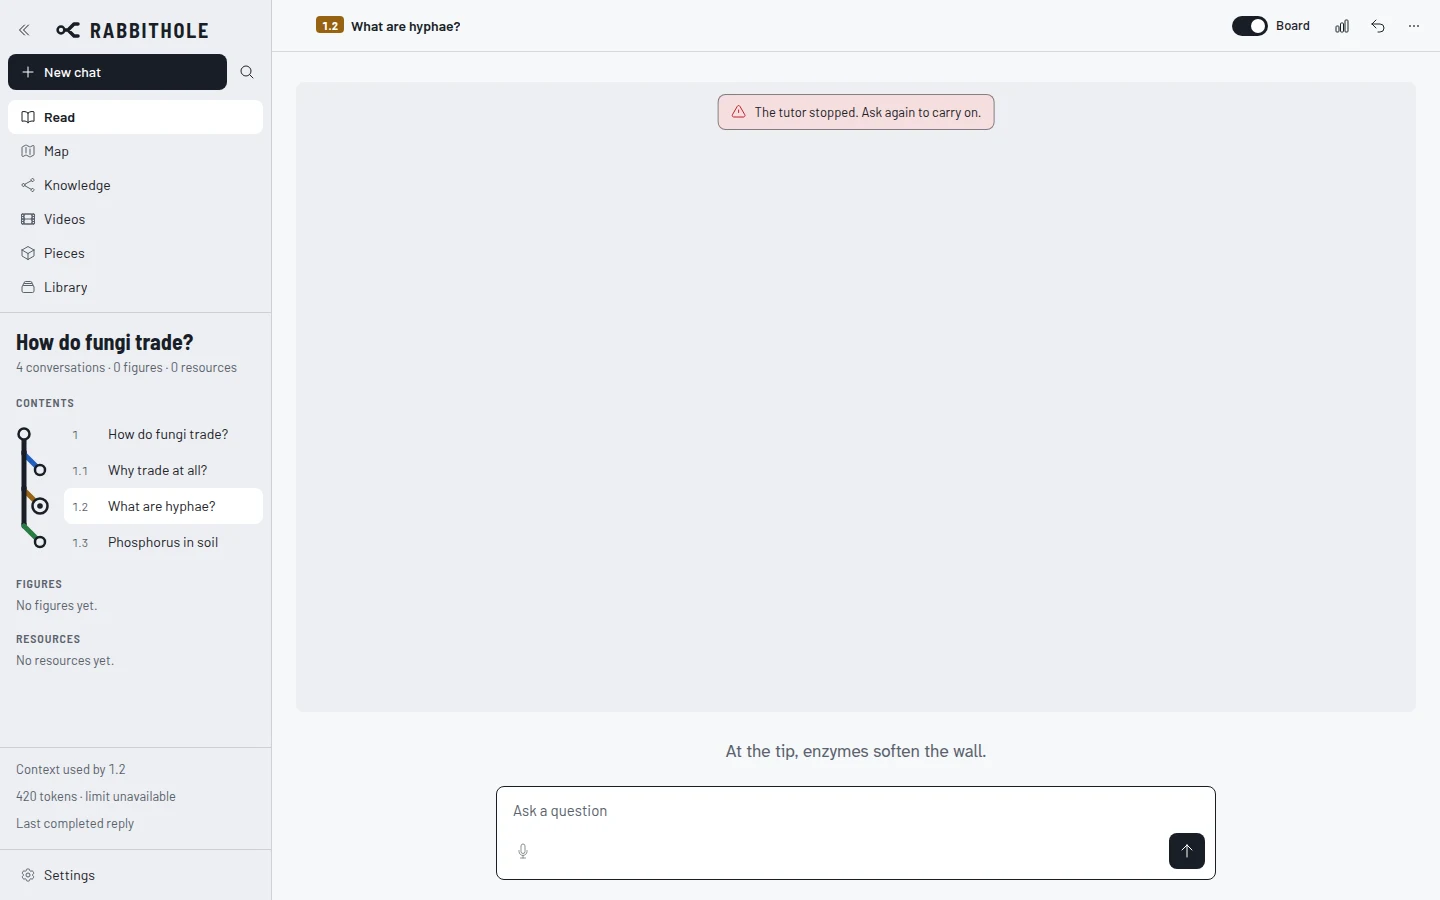 RABBITHOLE
New chat
Read
Map
Knowledge
Videos
Pieces
Library
How do fungi trade?
4 conversations · 0 figures · 0 resources
CONTENTS
1 How do fungi trade?
1.1 Why trade at all?
1.2 What are hyphae?
1.3 Phosphorus in soil
FIGURES
No figures yet.
RESOURCES
No resources yet.
Context used by 1.2
420 tokens · limit unavailable
Last completed reply
Settings
1.2 What are hyphae?
Board
The tutor stopped. Ask again to carry on.
At the tip, enzymes soften the wall.
Ask a question